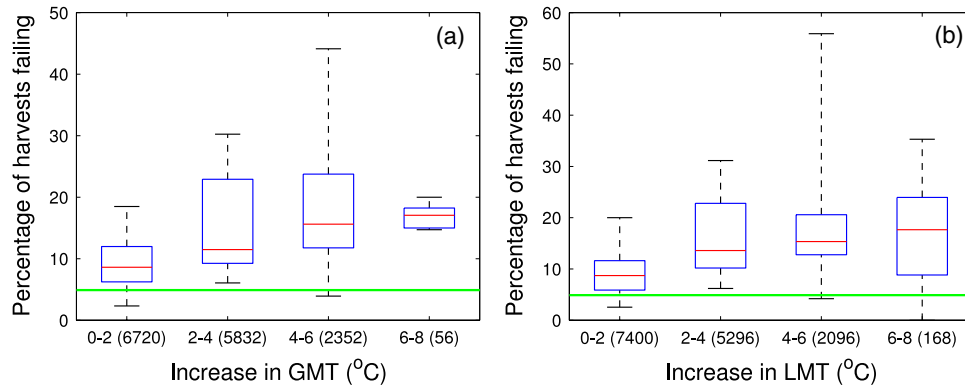 (a)
Percentage of harvests failing
50
40
30
20
10
0
0-2 (6720) 2-4 (5832) 4-6 (2352) 6-8 (56)
Increase in GMT (°C)
(b)
Percentage of harvests failing
60
50
40
30
20
10
0
0-2 (7400) 2-4 (5296) 4-6 (2096) 6-8 (168)
Increase in LMT (°C)